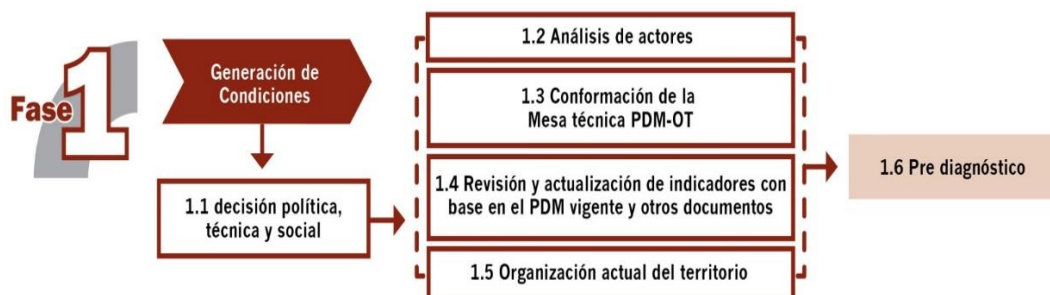 Fase 1
Generación de
Condiciones
1.1 decisión política,
técnica y social
1.2 Análisis de actores
1.3 Conformación de la
Mesa técnica PDM-OT
1.4 Revisión y actualización de indicadores con
base en el PDM vigente y otros documentos
1.5 Organización actual del territorio
1.6 Pre diagnóstico